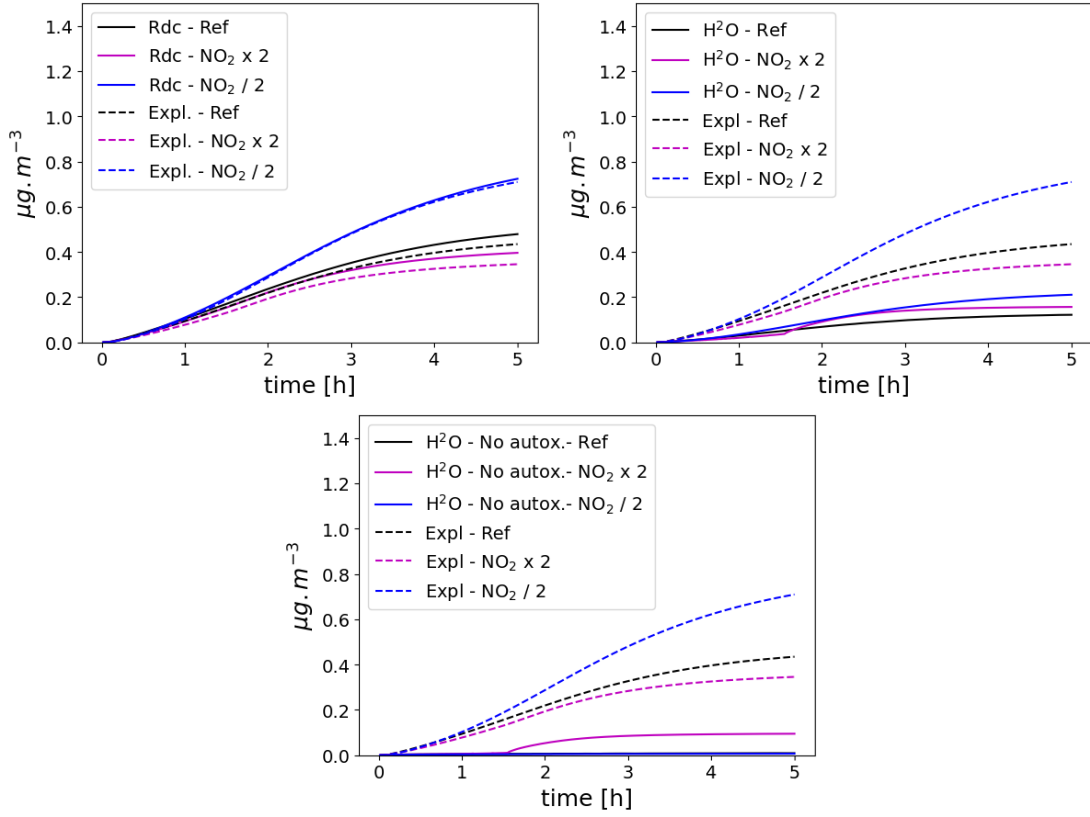 μg.m⁻³
1.4
1.2
1.0
0.8
0.6
0.4
0.2
0.0
Rdc - Ref
Rdc - NO₂ x 2
Rdc - NO₂ / 2
Expl. - Ref
Expl. - NO₂ x 2
Expl. - NO₂ / 2
0 1 2 3 4 5
time [h]
μg.m⁻³
1.4
1.2
1.0
0.8
0.6
0.4
0.2
0.0
H²O - Ref
H²O - NO₂ x 2
H²O - NO₂ / 2
Expl - Ref
Expl - NO₂ x 2
Expl - NO₂ / 2
0 1 2 3 4 5
time [h]
μg.m⁻³
1.4
1.2
1.0
0.8
0.6
0.4
0.2
0.0
H²O - No autox.- Ref
H²O - No autox.- NO₂ x 2
H²O - No autox.- NO₂ / 2
Expl - Ref
Expl - NO₂ x 2
Expl - NO₂ / 2
0 1 2 3 4 5
time [h]